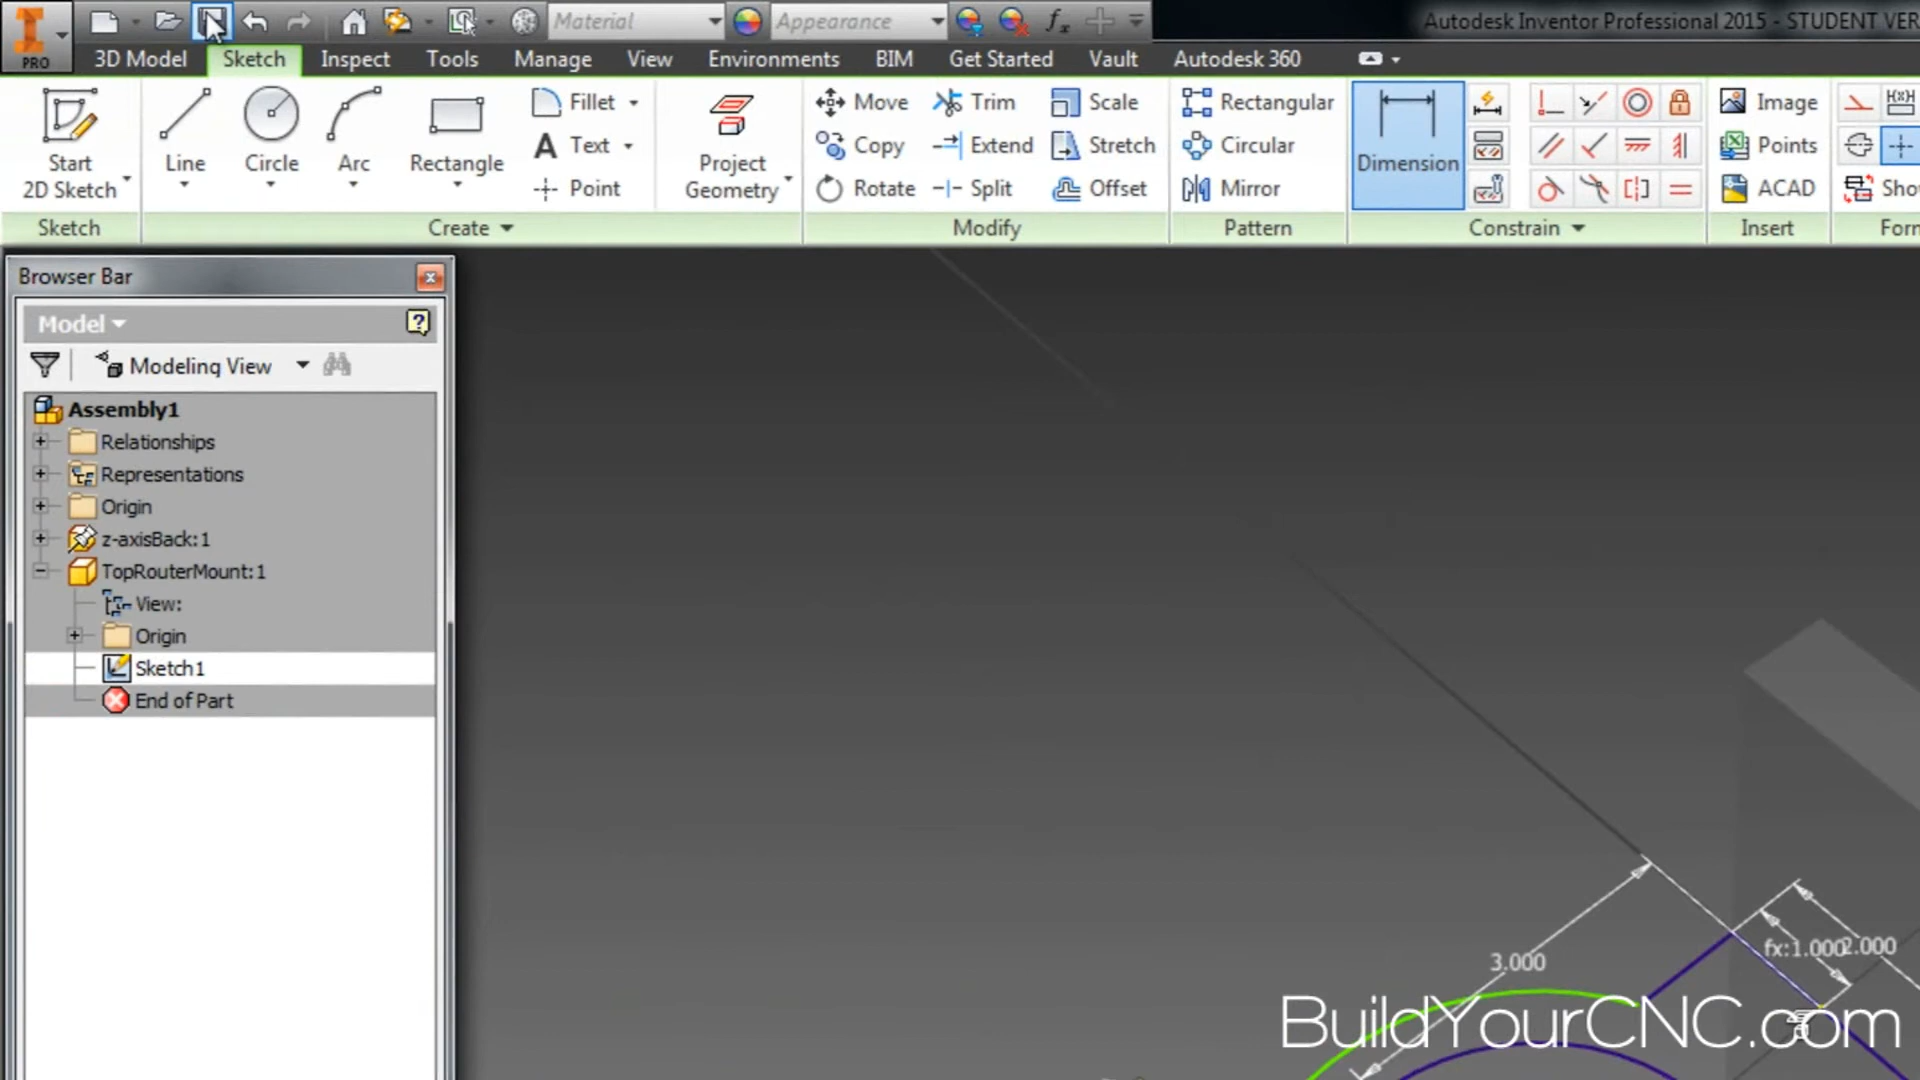 Material
Appearance
Autodesk Inventor Professional 2015 - STUDENT VER
PRO
3D Model
Sketch
Inspect
Tools
Manage
View
Environments
BIM
Get Started
Vault
Autodesk 360
Start
2D Sketch
Line
Circle
Arc
Rectangle
Fillet
Text
Point
Project
Geometry
Move
Copy
Rotate
Trim
Extend
Split
Scale
Stretch
Offset
Rectangular
Circular
Mirror
Dimension
Image
Points
ACAD
Sketch
Create
Modify
Pattern
Constrain
Insert
Browser Bar
Model
Modeling View
Assembly1
Relationships
Representations
Origin
z-axisBack:1
TopRouterMount:1
View:
Origin
Sketch1
End of Part
3.000
fx:1.000
2.000
BuildYourCNC.com